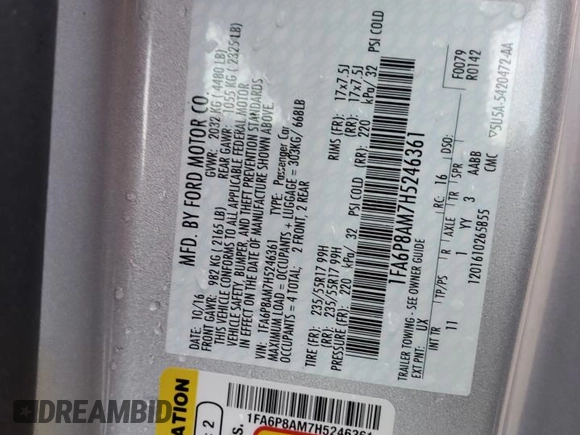 MFD. BY FORD MOTOR CO.
DATE: 10/16 GVWR: 2032 KG ( 4480 LB)
FRONT GAWR: 982 KG ( 2165 LB) REAR GAWR: 1055 KG ( 2325 LB)
THIS VEHICLE CONFORMS TO ALL APPLICABLE FEDERAL MOTOR
VEHICLE SAFETY, BUMPER, AND THEFT PREVENTION STANDARDS
IN EFFECT ON THE DATE OF MANUFACTURE SHOWN ABOVE
VIN: 1FA6P8AM7H5246361 TYPE: Passenger Car
MAXIMUM LOAD = OCCUPANTS + LUGGAGE = 303KG/ 668LB
OCCUPANTS = 4 TOTAL; 2 FRONT, 2 REAR
TIRE (FR): 235/55R17 99H RIMS (FR): 17x7.5J
(RR): 235/55R17 99H (RR): 17x7.5J
PRESSURE (FR): 220 kPa/ 32 PSI COLD (RR): 220 kPa/ 32 PSI COLD
1FA6P8AM7H5246361
F0079
R0142
TRAILER TOWING - SEE OWNER GUIDE
EXT PNT: UX RC: 16 DSO:
INT TR TP/PS R AXLE TR SPR
11 1 YY 3 AABB
1201610265B55 CMC
▽5U5A-5420472-AA
ATION
: 2
S.
1FA6P8AM7H5246361
DREAMBID